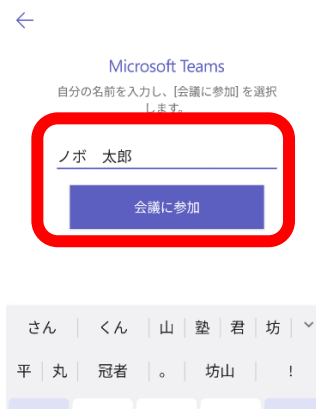 Microsoft Teams
自分の名前を入力し、[会議に参加] を選択
します。
ノボ　太郎
会議に参加
さん くん 山 塾 君 坊
平 丸 冠者 。 坊山 !